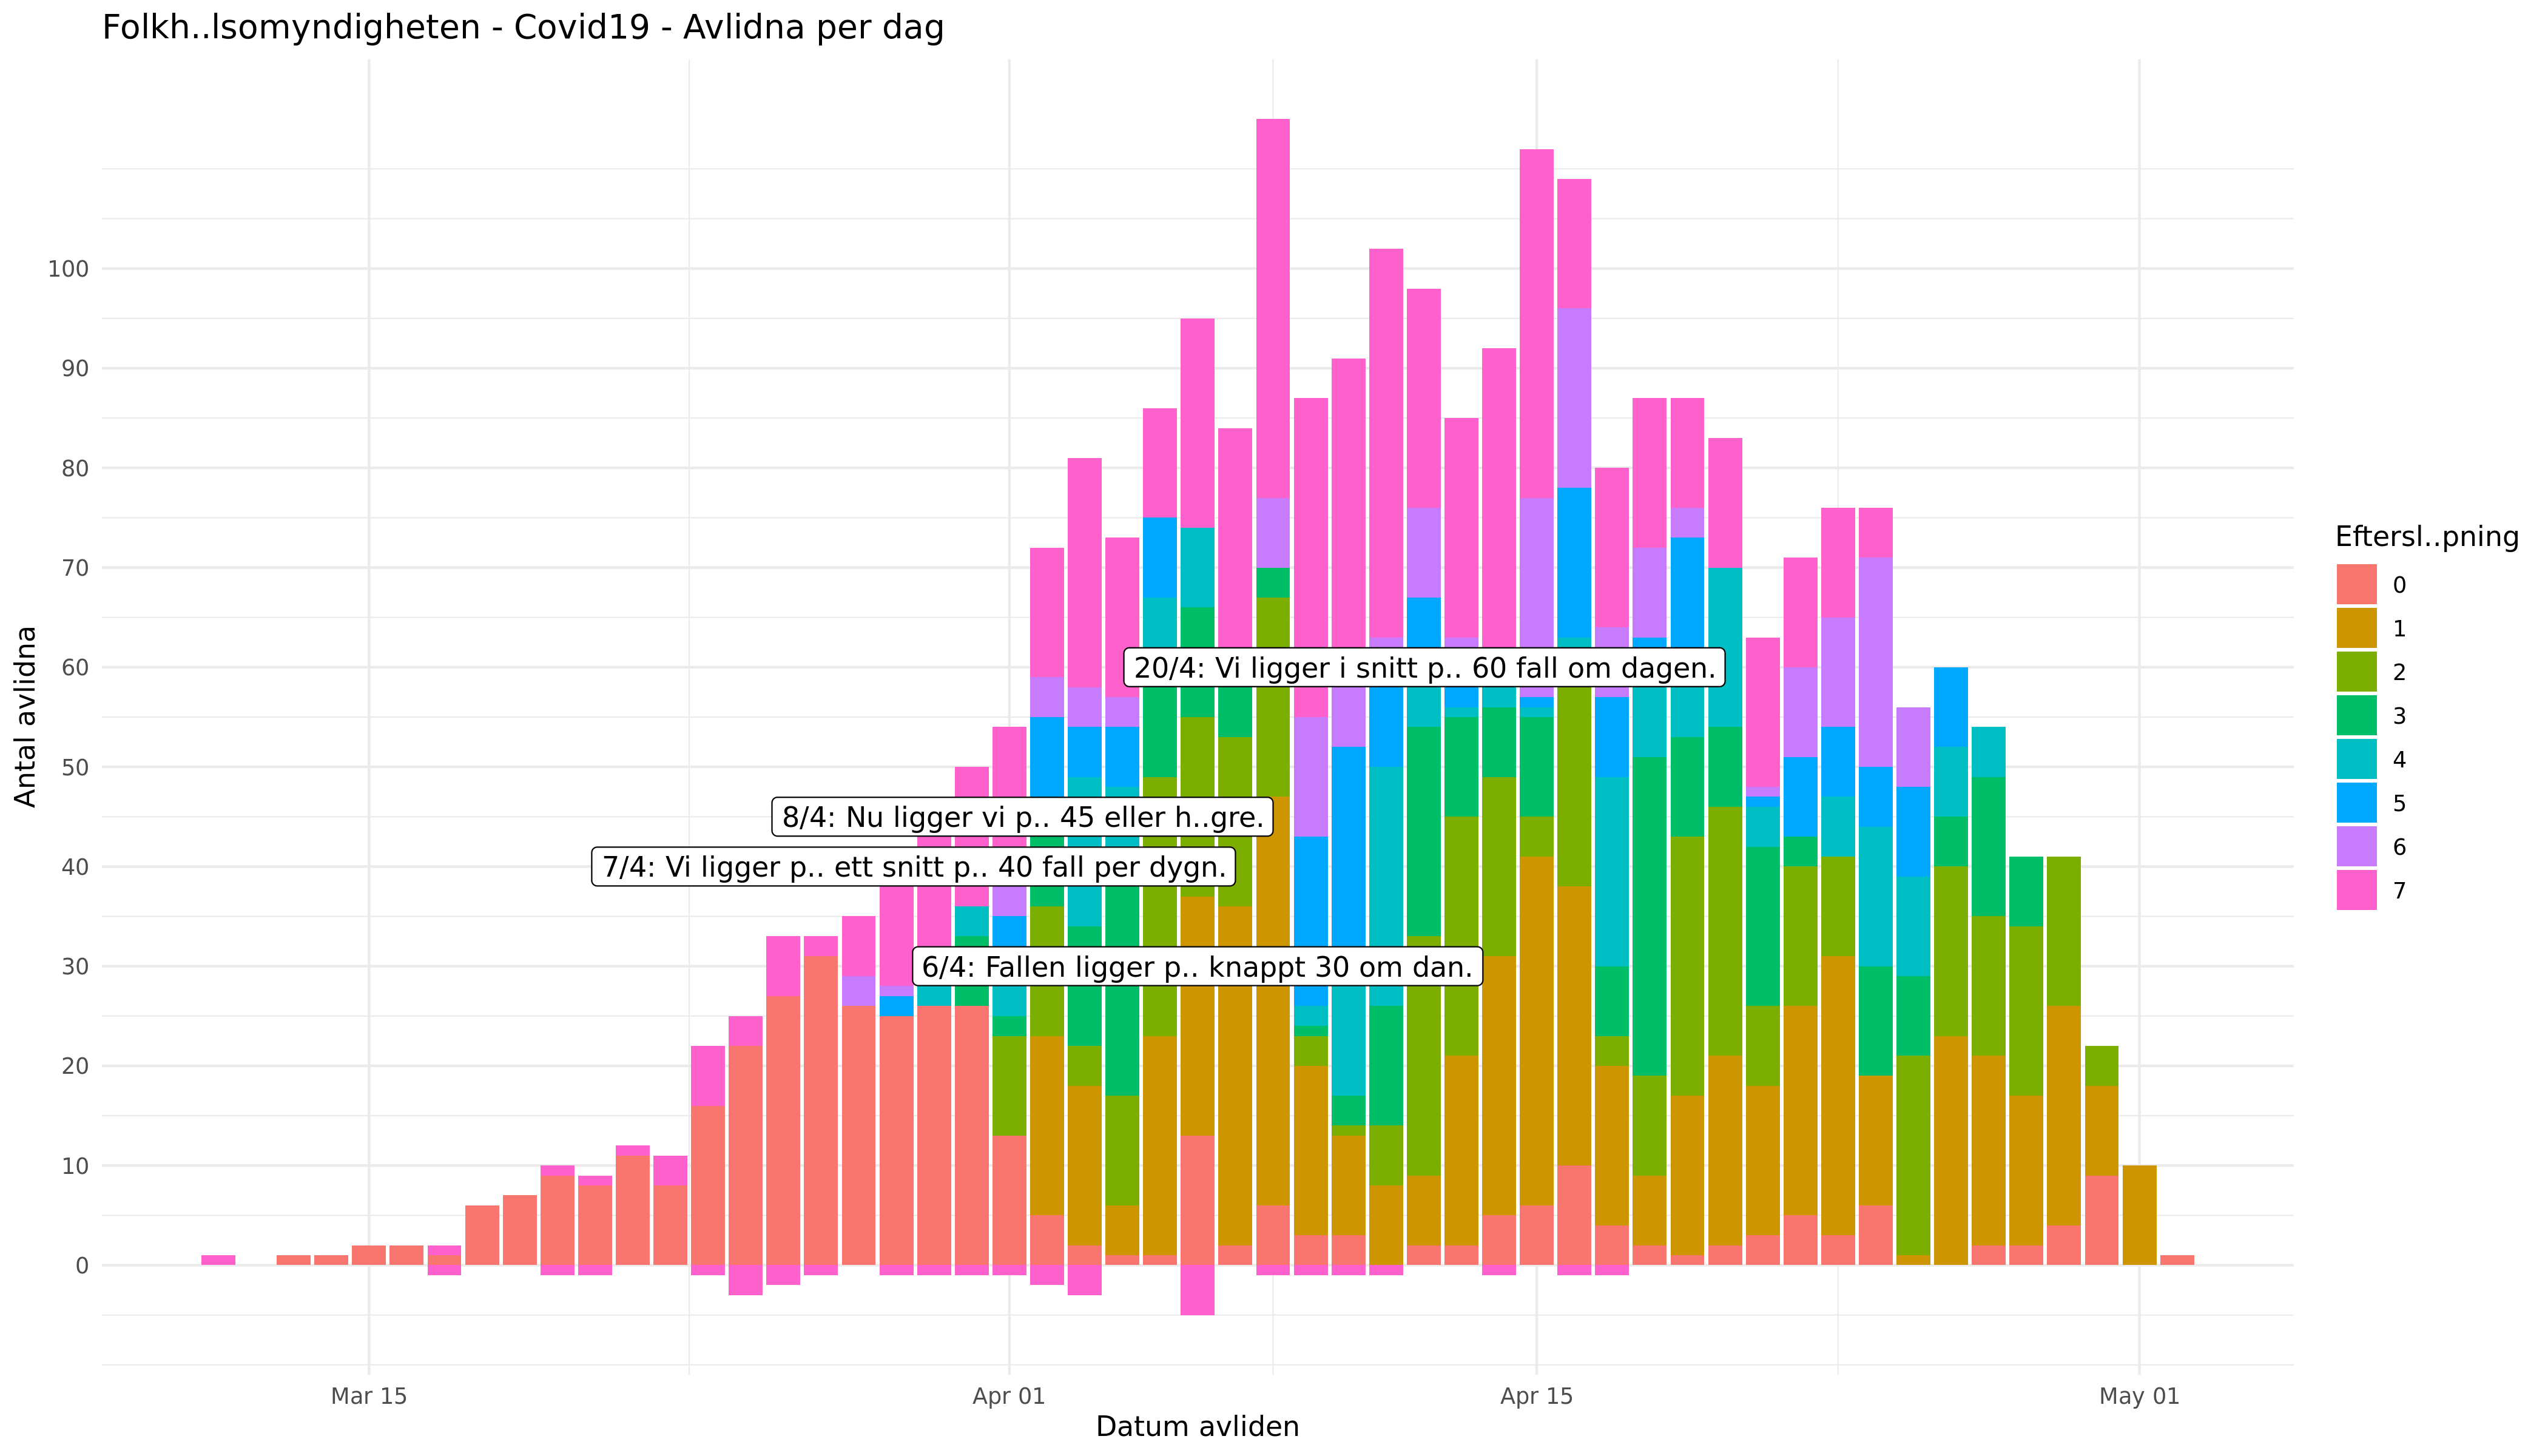 Folkh..lsomyndigheten - Covid19 - Avlidna per dag
Antal avlidna
100
90
80
70
60
50
40
30
20
10
0
20/4: Vi ligger i snitt p.. 60 fall om dagen.
8/4: Nu ligger vi p.. 45 eller h..gre.
7/4: Vi ligger p.. ett snitt p.. 40 fall per dygn.
6/4: Fallen ligger p.. knappt 30 om dan.
Mar 15
Apr 01
Apr 15
May 01
Datum avliden
Eftersl..pning
0
1
2
3
4
5
6
7